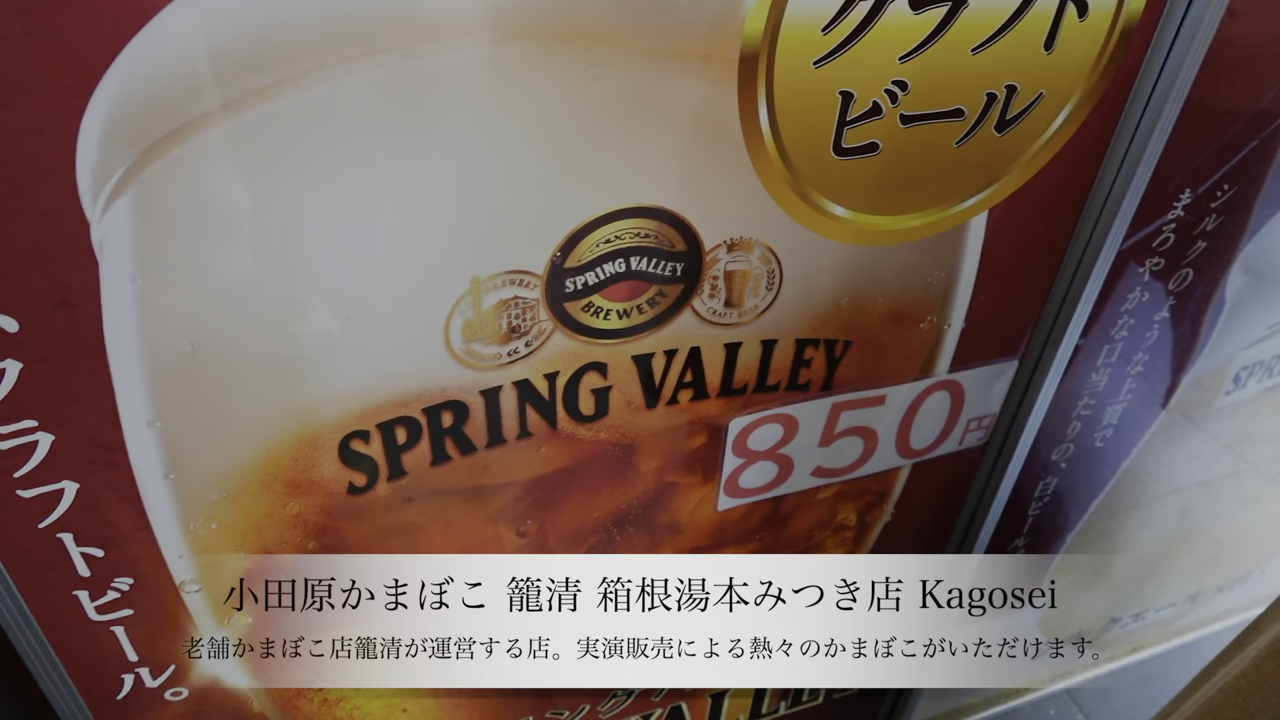 クラフト
ビール
SPRING VALLEY
BREWERY
BREWERY
CRAFT BEER
SPRING VALLEY
850円
クラフトビール。
シルクのような上質で
まろやかな口当たりの、白ビール。
SPR
小田原かまぼこ 籠清 箱根湯本みつき店 Kagosei
老舗かまぼこ店籠清が運営する店。実演販売による熱々のかまぼこがいただけます。